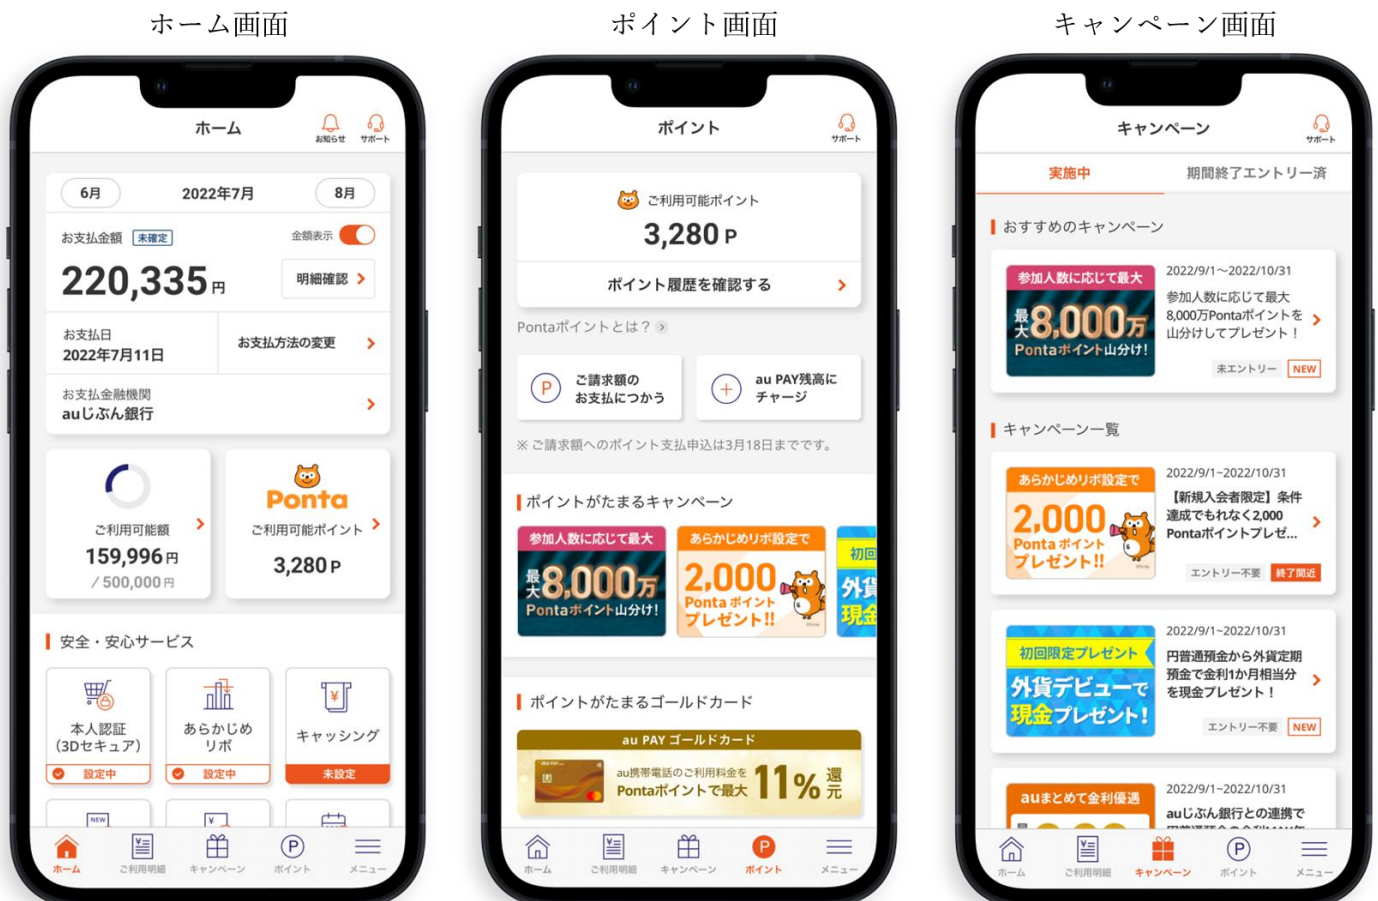 ホーム画面
ホーム
お知らせ
サポート
6月
2022年7月
8月
お支払金額
未確定
金額表示
220,335円
明細確認
お支払日
2022年7月11日
お支払方法の変更
お支払金融機関
auじぶん銀行
ご利用可能額
159,996円
/ 500,000円
Ponta
ご利用可能ポイント
3,280 P
安全・安心サービス
本人認証
(3Dセキュア)
設定中
あらかじめ
リボ
設定中
¥
キャッシング
未設定
NEW
¥
ホーム
ご利用明細
キャンペーン
P
ポイント
メニュー
ポイント画面
ポイント
サポート
ご利用可能ポイント
3,280 P
ポイント履歴を確認する
Pontaポイントとは?
P
ご請求額の
お支払につかう
au PAY残高に
チャージ
※ ご請求額へのポイント支払申込は3月18日までです。
ポイントがたまるキャンペーン
参加人数に応じて最大
最大8,000万
Pontaポイント山分け!
あらかじめリボ設定で
2,000
Ponta ポイント
プレゼント!!
初回
外貨
現金
ポイントがたまるゴールドカード
au PAY ゴールドカード
au携帯電話のご利用料金を
Pontaポイントで最大
11%還元
ホーム
ご利用明細
キャンペーン
P
ポイント
メニュー
キャンペーン画面
キャンペーン
サポート
実施中
期間終了エントリー済
おすすめのキャンペーン
参加人数に応じて最大
最大8,000万
Pontaポイント山分け!
2022/9/1～2022/10/31
参加人数に応じて最大
8,000万Pontaポイントを
山分けしてプレゼント！
未エントリー
NEW
キャンペーン一覧
あらかじめリボ設定で
2,000
Ponta ポイント
プレゼント!!
2022/9/1~2022/10/31
【新規入会者限定】条件
達成でもれなく2,000
Pontaポイントプレゼ...
エントリー不要
終了間近
初回限定プレゼント
外貨デビューで
現金プレゼント!
2022/9/1~2022/10/31
円普通預金から外貨定期
預金で金利1か月相当分
を現金プレゼント！
エントリー不要
NEW
auまとめて金利優遇
2022/9/1~2022/10/31
auじぶん銀行との連携で
ホーム
ご利用明細
キャンペーン
P
ポイント
メニュー